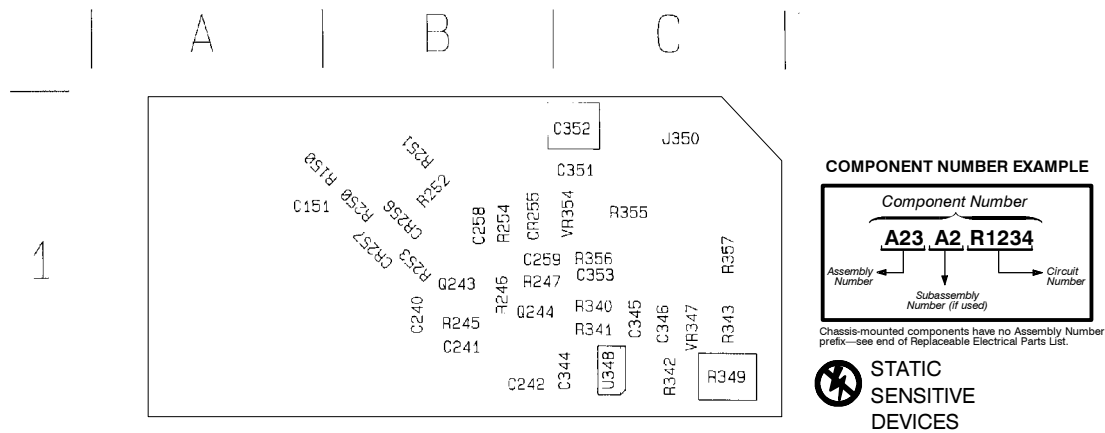 A B C
1
C352
J350
R251
C351
R150
R252
C151
R250
CR256
C258
R254
CR255
VR354
R355
CR257
R253
C259
R356
R357
Q243
R247
C353
R246
C240
Q244
R340
C345
C346
VR347
R343
R245
R341
C241
C242
C344
U348
R342
R349
COMPONENT NUMBER EXAMPLE
Component Number
A23 A2 R1234
Assembly
Number
Circuit
Number
Subassembly
Number (if used)
Chassis-mounted components have no Assembly Number
prefix—see end of Replaceable Electrical Parts List.
STATIC
SENSITIVE
DEVICES